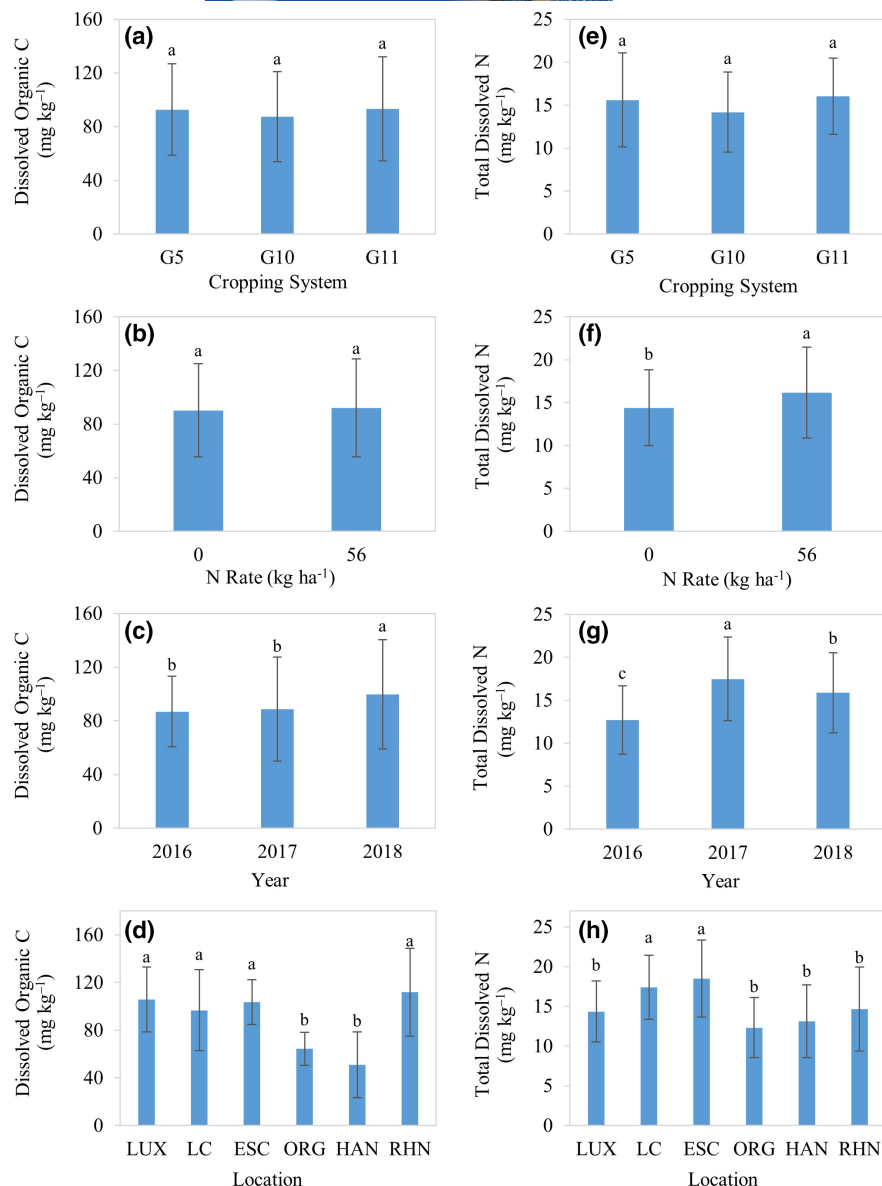 (a)
Dissolved Organic C
(mg kg⁻¹)
160
120
80
40
0
a
a
a
G5 G10 G11
Cropping System
(e)
Total Dissolved N
(mg kg⁻¹)
25
20
15
10
5
0
a
a
a
G5 G10 G11
Cropping System
(b)
Dissolved Organic C
(mg kg⁻¹)
160
120
80
40
0
a
a
0 56
N Rate (kg ha⁻¹)
(f)
Total Dissolved N
(mg kg⁻¹)
25
20
15
10
5
0
b
a
0 56
N Rate (kg ha⁻¹)
(c)
Dissolved Organic C
(mg kg⁻¹)
160
120
80
40
0
b
b
a
2016 2017 2018
Year
(g)
Total Dissolved N
(mg kg⁻¹)
25
20
15
10
5
0
c
a
b
2016 2017 2018
Year
(d)
Dissolved Organic C
(mg kg⁻¹)
160
120
80
40
0
a
a
a
b
b
a
LUX LC ESC ORG HAN RHN
Location
(h)
Total Dissolved N
(mg kg⁻¹)
25
20
15
10
5
0
b
a
a
b
b
b
LUX LC ESC ORG HAN RHN
Location